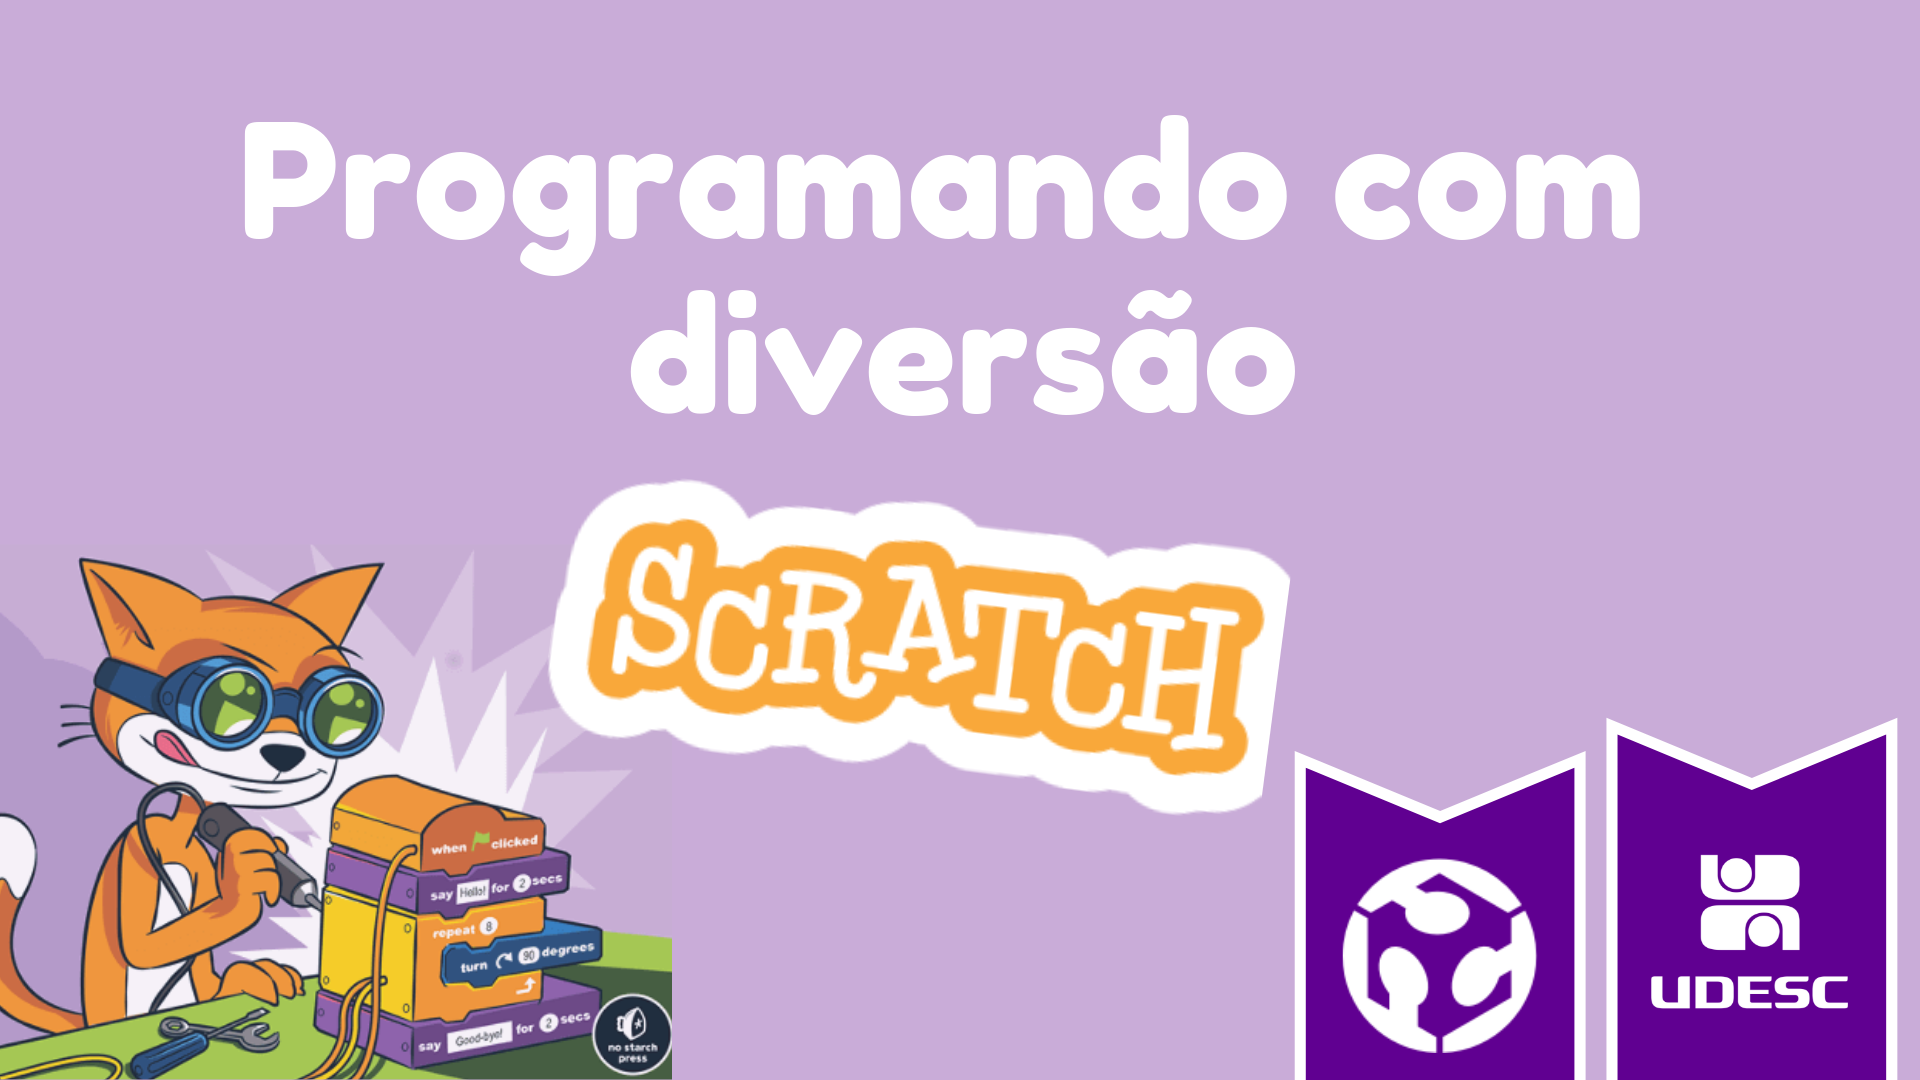 Programando com
diversão
SCRATCH
when clicked
say Hello! for 2 secs
repeat 8
turn 90 degrees
say Good-bye! for 2 secs
no starch
press
UDESC